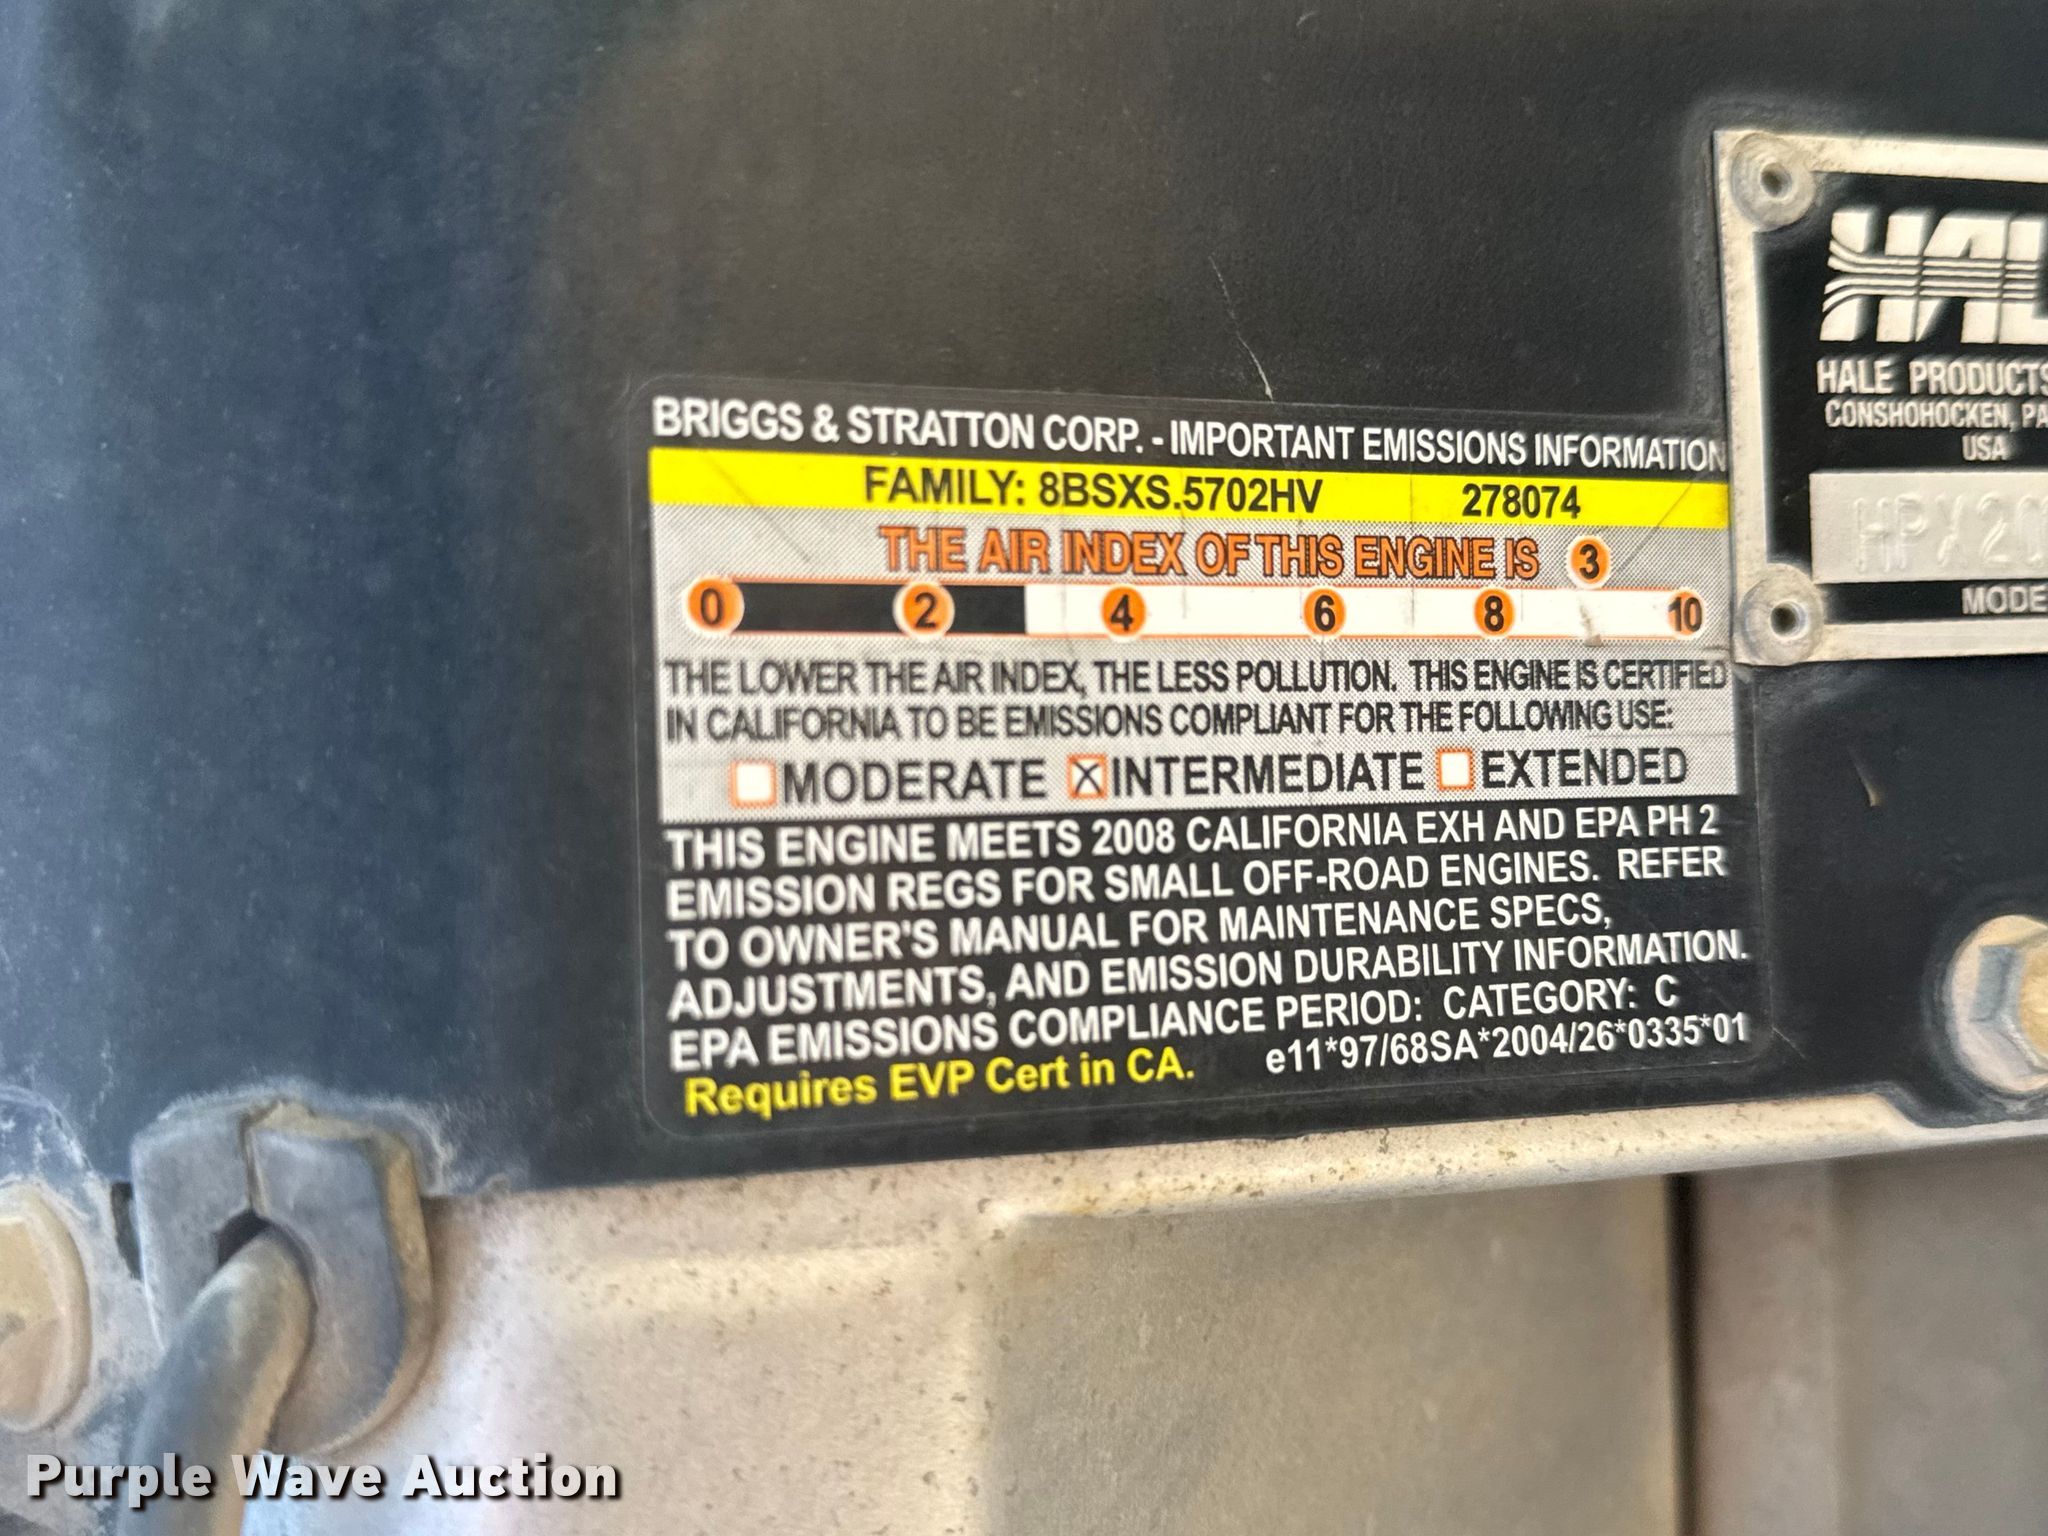 BRIGGS & STRATTON CORP. - IMPORTANT EMISSIONS INFORMATION
FAMILY: 8BSXS.5702HV 278074
THE AIR INDEX OF THIS ENGINE IS 3
0 2 4 6 8 10
THE LOWER THE AIR INDEX, THE LESS POLLUTION. THIS ENGINE IS CERTIFIED
IN CALIFORNIA TO BE EMISSIONS COMPLIANT FOR THE FOLLOWING USE:
MODERATE INTERMEDIATE EXTENDED
THIS ENGINE MEETS 2008 CALIFORNIA EXH AND EPA PH 2
EMISSION REGS FOR SMALL OFF-ROAD ENGINES. REFER
TO OWNER'S MANUAL FOR MAINTENANCE SPECS,
ADJUSTMENTS, AND EMISSION DURABILITY INFORMATION.
EPA EMISSIONS COMPLIANCE PERIOD: CATEGORY: C
Requires EVP Cert in CA. e11*97/68SA*2004/26*0335*01
HALE PRODUCTS
CONSHOHOCKEN, PA
USA
Purple Wave Auction